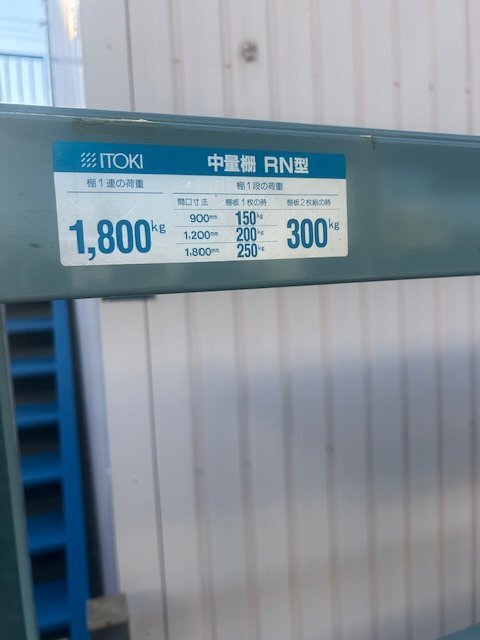 ITOKI 中量棚 RN型
棚1連の荷重 棚1段の荷重
間口寸法 棚板1枚の時 棚板2枚組の時
1,800kg
900mm 150kg
1,200mm 200kg
1,800mm 250kg
300kg